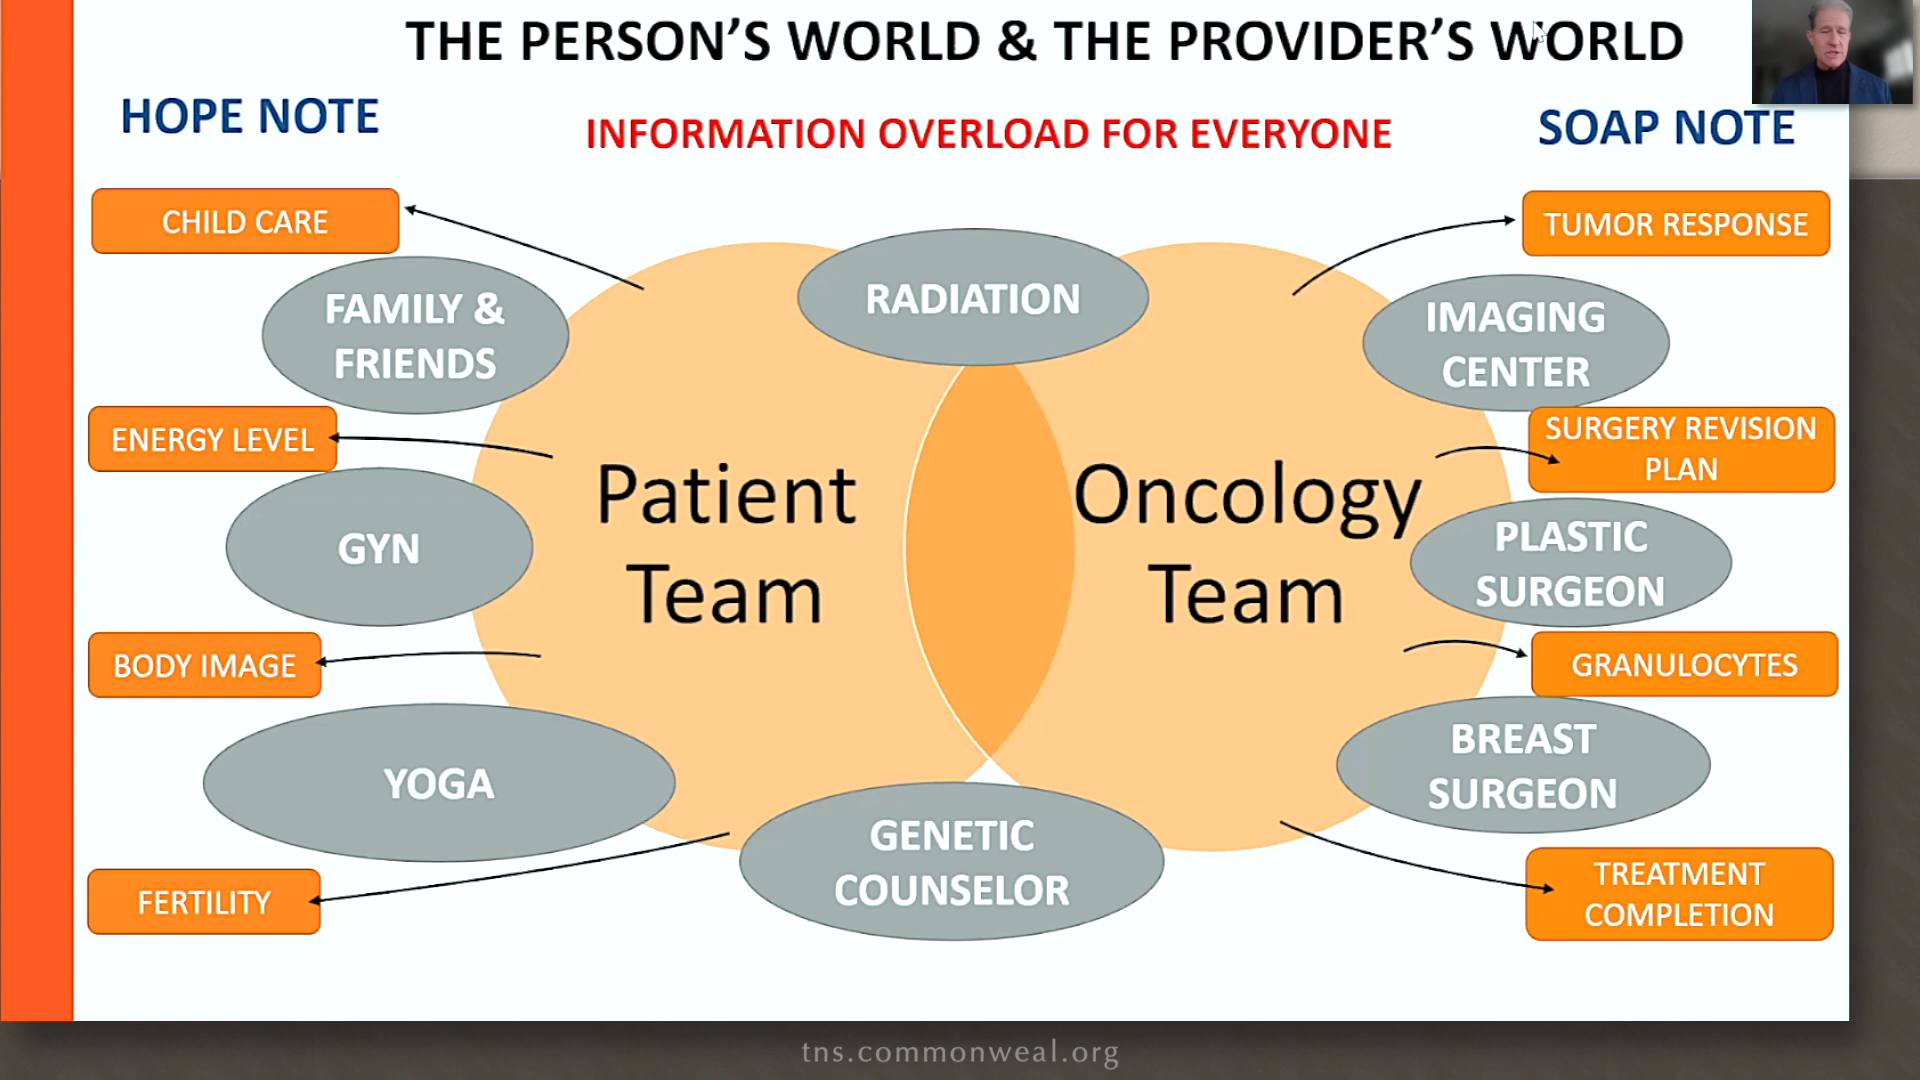 THE PERSON’S WORLD & THE PROVIDER’S WORLD
HOPE NOTE
INFORMATION OVERLOAD FOR EVERYONE
SOAP NOTE
CHILD CARE
TUMOR RESPONSE
RADIATION
FAMILY &
FRIENDS
IMAGING
CENTER
ENERGY LEVEL
SURGERY REVISION
PLAN
Patient
Team
Oncology
Team
GYN
PLASTIC
SURGEON
BODY IMAGE
GRANULOCYTES
YOGA
BREAST
SURGEON
GENETIC
COUNSELOR
FERTILITY
TREATMENT
COMPLETION
tns.commonweal.org